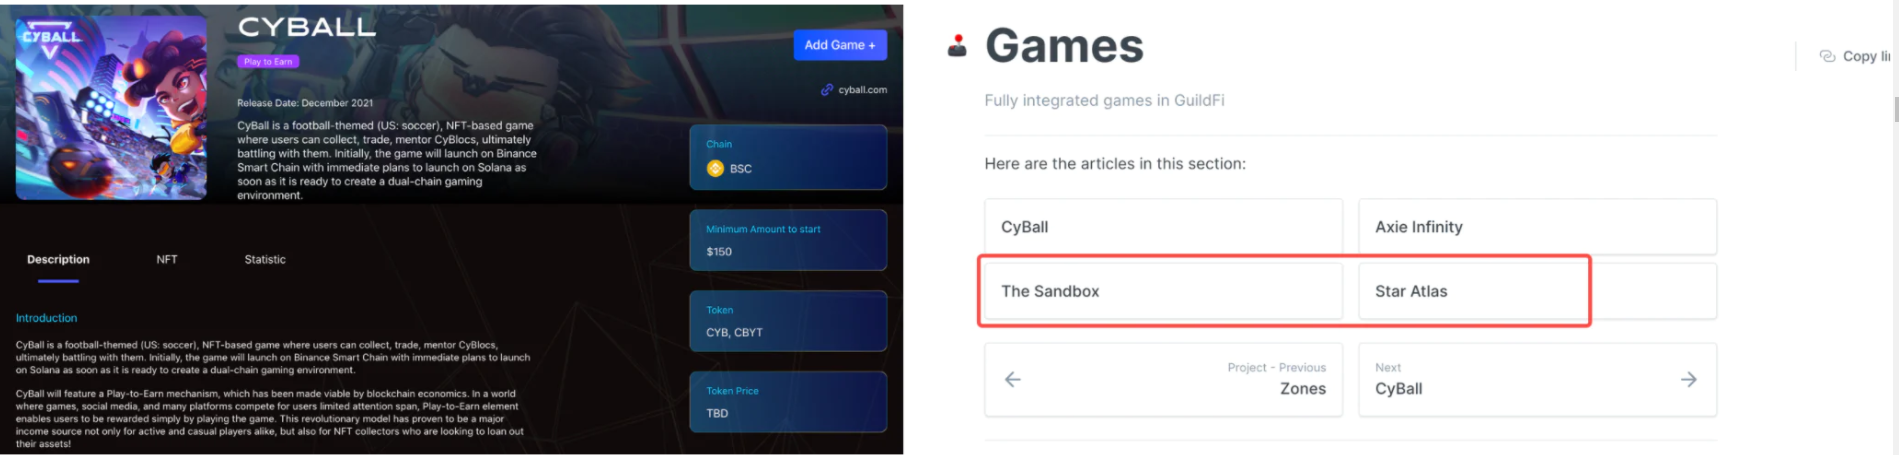 CYBALL
CYBALL
Play to Earn
Add Game +
cyball.com
Release Date: December 2021
CyBall is a football-themed (US: soccer), NFT-based game
where users can collect, trade, mentor CyBlocs, ultimately
battling with them. Initially, the game will launch on Binance
Smart Chain with immediate plans to launch on Solana as
soon as it is ready to create a dual-chain gaming
environment.
Chain
BSC
Minimum Amount to start
$150
Token
CYB, CBYT
Token Price
TBD
Description
NFT
Statistic
Introduction
CyBall is a football-themed (US: soccer), NFT-based game where users can collect, trade, mentor CyBlocs,
ultimately battling with them. Initially, the game will launch on Binance Smart Chain with immediate plans to launch
on Solana as soon as it is ready to create a dual-chain gaming environment.
CyBall will feature a Play-to-Earn mechanism, which has been made viable by blockchain economics. In a world
where games, social media, and many platforms compete for users limited attention span, Play-to-Earn element
enables users to be rewarded simply by playing the game. This revolutionary model has proven to be a major
income source not only for active and casual players alike, but also for NFT collectors who are looking to loan out
their assets!
Games
Copy li
Fully integrated games in GuildFi
Here are the articles in this section:
CyBall
Axie Infinity
The Sandbox
Star Atlas
Project - Previous
Zones
Next
CyBall